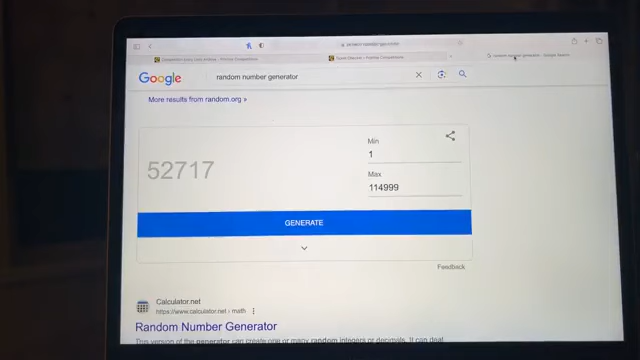 random number generator
Google
random number generator
More results from random.org »
Min
1
52717
Max
114999
GENERATE
Feedback
Calculator.net
https://www.calculator.net › math
Random Number Generator
This version of the generator can create one or many random integers or decimals. It can deal